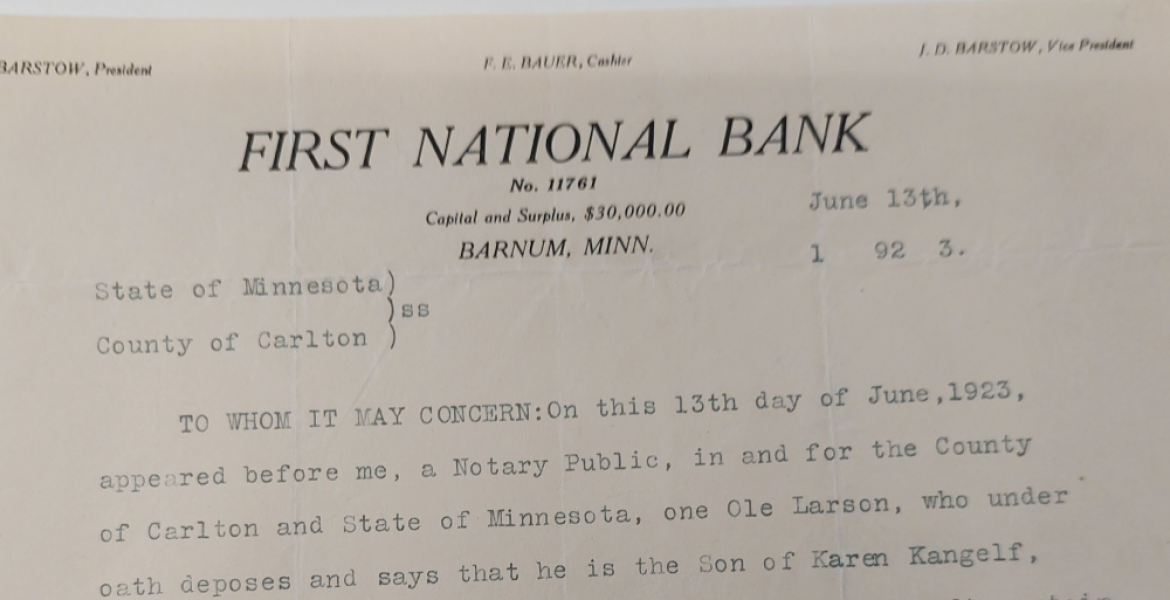 BARSTOW, President F. E. BAUER, Cashier J. D. BARSTOW, Vice President
FIRST NATIONAL BANK
No. 11761
Capital and Surplus, $30,000.00
June 13th,
BARNUM, MINN.
1 92 3.
State of Minnesota)
)ss
County of Carlton )
TO WHOM IT MAY CONCERN:On this 13th day of June,1923,
appeared before me, a Notary Public, in and for the County
of Carlton and State of Minnesota, one Ole Larson, who under
oath deposes and says that he is the Son of Karen Kangelf,